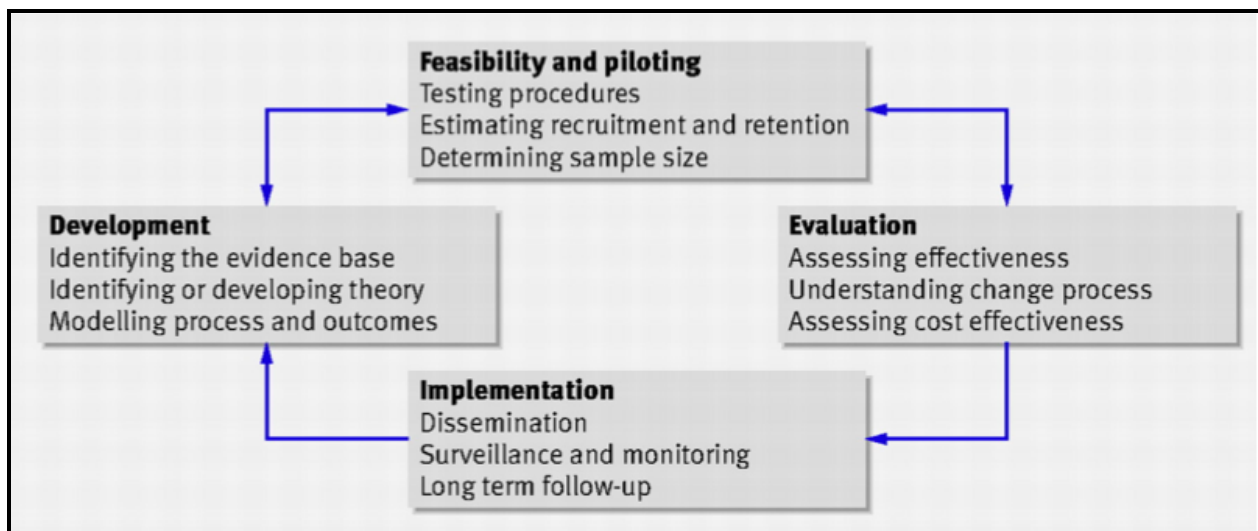 Feasibility and piloting
Testing procedures
Estimating recruitment and retention
Determining sample size
Development
Identifying the evidence base
Identifying or developing theory
Modelling process and outcomes
Evaluation
Assessing effectiveness
Understanding change process
Assessing cost effectiveness
Implementation
Dissemination
Surveillance and monitoring
Long term follow-up